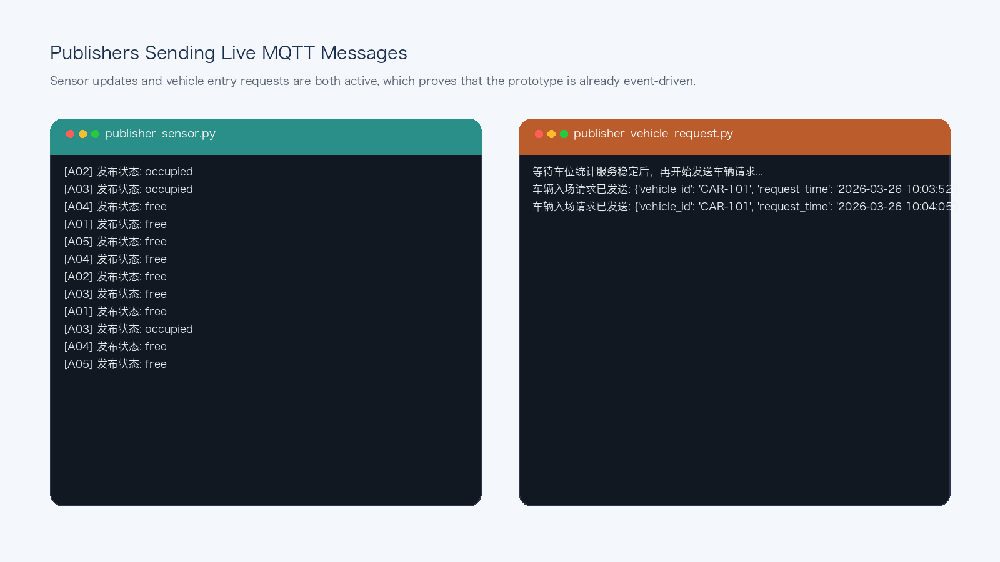 Publishers Sending Live MQTT Messages
Sensor updates and vehicle entry requests are both active, which proves that the prototype is already event-driven.
publisher_sensor.py
[A02] 发布状态: occupied
[A03] 发布状态: occupied
[A04] 发布状态: free
[A01] 发布状态: free
[A05] 发布状态: free
[A04] 发布状态: free
[A02] 发布状态: free
[A03] 发布状态: free
[A01] 发布状态: free
[A03] 发布状态: occupied
[A04] 发布状态: free
[A05] 发布状态: free
publisher_vehicle_request.py
等待车位统计服务稳定后，再开始发送车辆请求...
车辆入场请求已发送: {'vehicle_id': 'CAR-101', 'request_time': '2026-03-26 10:03:52'}
车辆入场请求已发送: {'vehicle_id': 'CAR-101', 'request_time': '2026-03-26 10:04:05'}